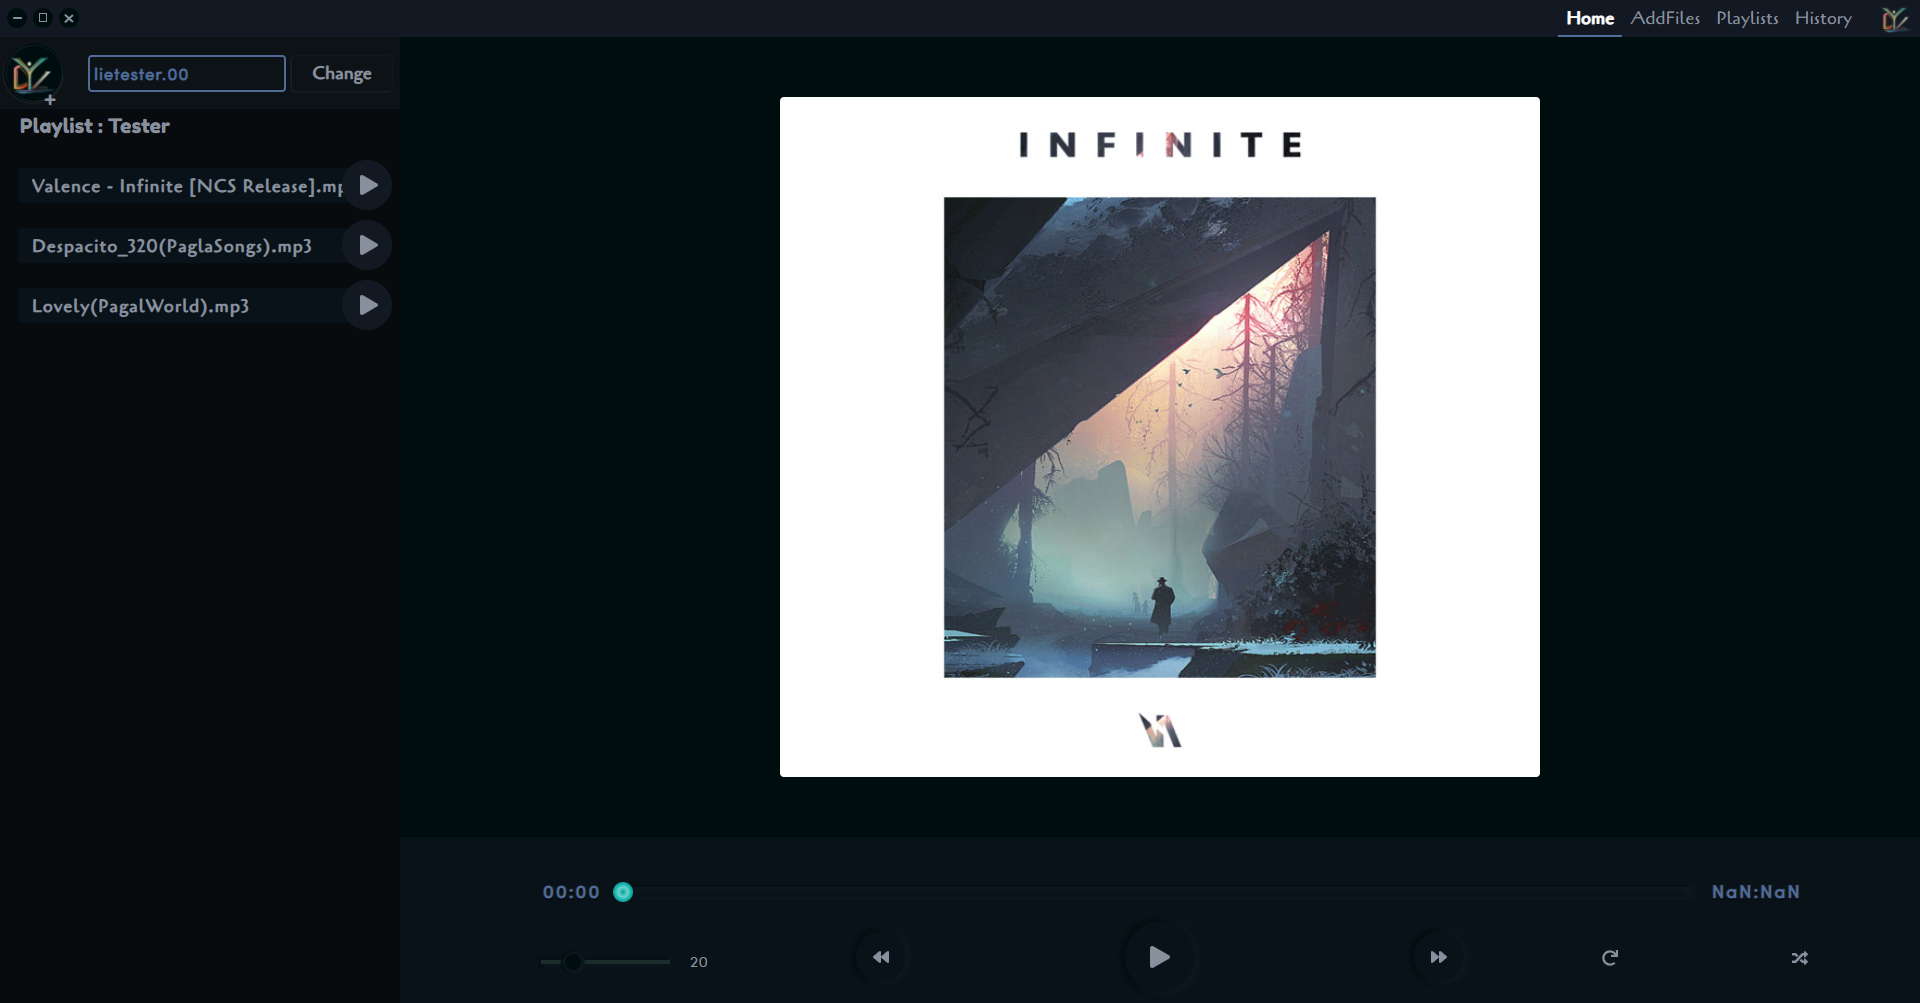 Home AddFiles Playlists History
lietester.00 Change
Playlist : Tester
Valence - Infinite [NCS Release].mp
Despacito_320(PaglaSongs).mp3
Lovely(PagalWorld).mp3
INFINITE
00:00 NaN:NaN
20